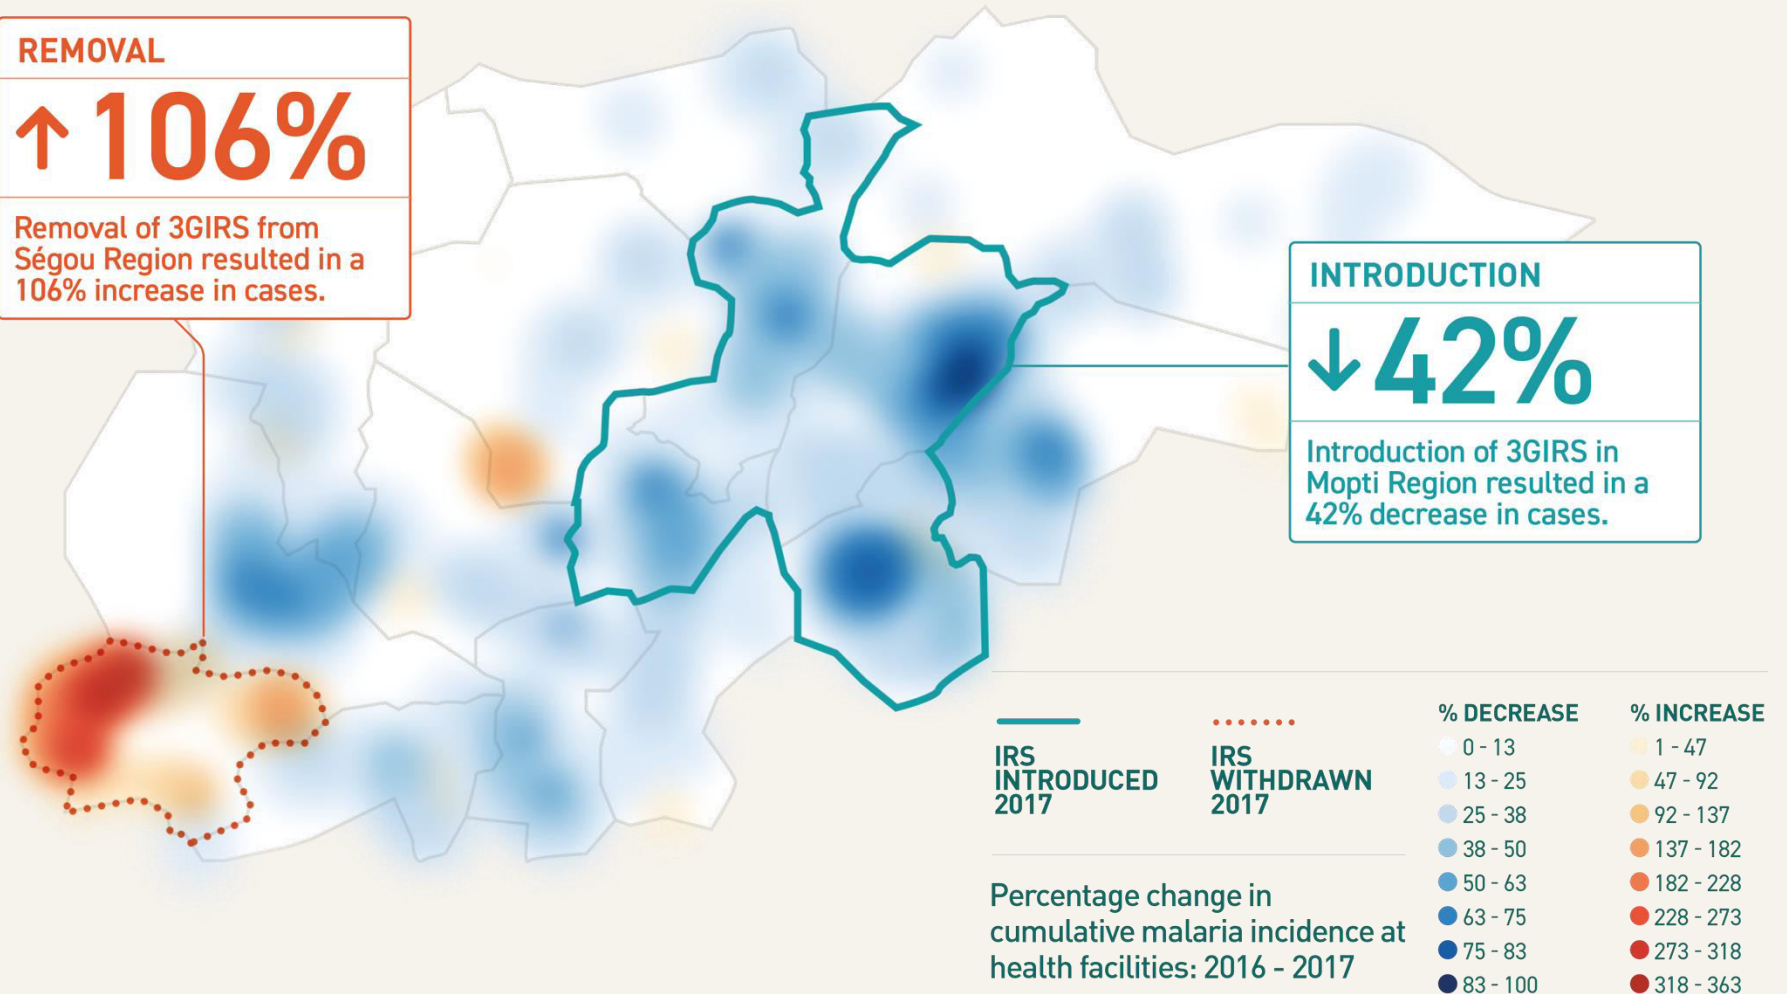 REMOVAL
↑106%
Removal of 3GIRS from
Ségou Region resulted in a
106% increase in cases.
INTRODUCTION
↓42%
Introduction of 3GIRS in
Mopti Region resulted in a
42% decrease in cases.
IRS
INTRODUCED
2017
IRS
WITHDRAWN
2017
Percentage change in
cumulative malaria incidence at
health facilities: 2016 - 2017
% DECREASE
0 - 13
13 - 25
25 - 38
38 - 50
50 - 63
63 - 75
75 - 83
83 - 100
% INCREASE
1 - 47
47 - 92
92 - 137
137 - 182
182 - 228
228 - 273
273 - 318
318 - 363